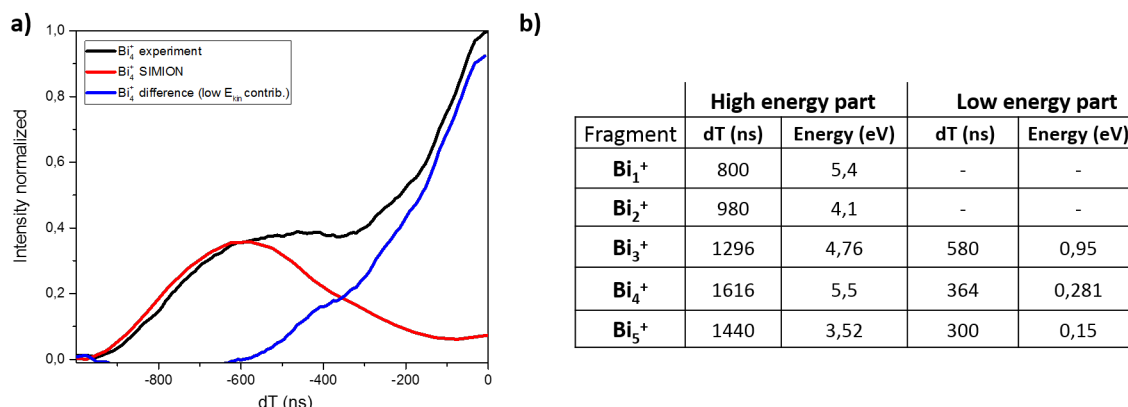 a)
b)
Intensity normalized
1,0
0,8
0,6
0,4
0,2
0,0
-800
-600
-400
-200
0
dT (ns)
Bi4+ experiment
Bi4+ SIMION
Bi4+ difference (low Ekin contrib.)
High energy part Low energy part
Fragment dT (ns) Energy (eV) dT (ns) Energy (eV)
Bi1+ 800 5,4 - -
Bi2+ 980 4,1 - -
Bi3+ 1296 4,76 580 0,95
Bi4+ 1616 5,5 364 0,281
Bi5+ 1440 3,52 300 0,15